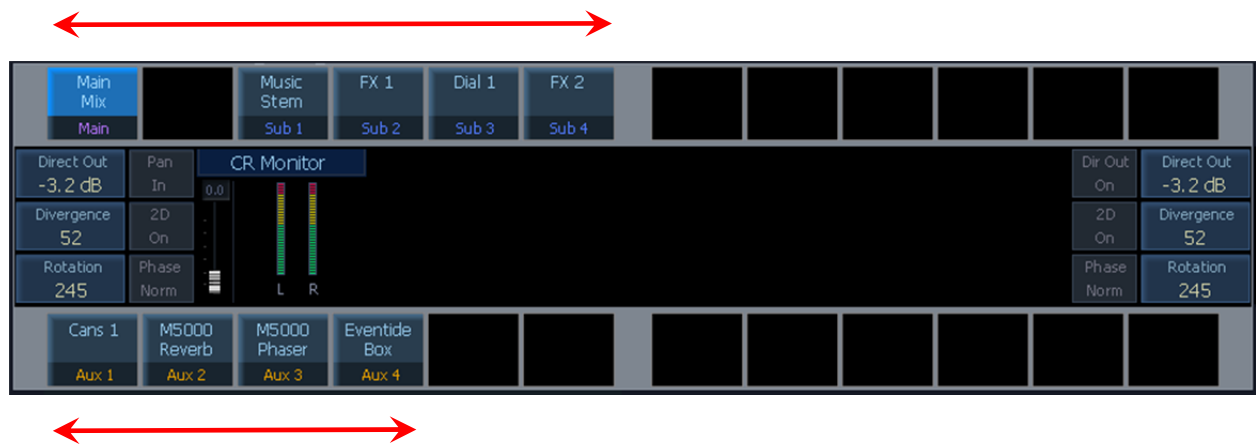 Main Mix Music Stem FX 1 Dial 1 FX 2
Main Sub 1 Sub 2 Sub 3 Sub 4
Direct Out Pan CR Monitor Dir Out Direct Out
-3.2 dB In 0.0 On -3.2 dB
Divergence 2D 2D Divergence
52 On On 52
Rotation Phase Phase Rotation
245 Norm L R Norm 245
Cans 1 M5000 Reverb M5000 Phaser Eventide Box
Aux 1 Aux 2 Aux 3 Aux 4